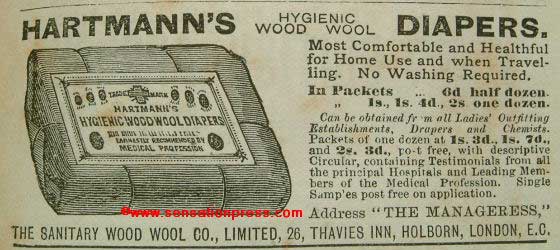 HARTMANN'S HYGIENIC WOOD WOOL DIAPERS.
Most Comfortable and Healthful
for Home Use and when Travel-
ling. No Washing Required.
In Packets ... 6d half dozen.
„ 1s., 1s. 4d., 2s. one dozen.
Can be obtained from all Ladies' Outfitting
Establishments, Drapers and Chemists.
Packets of one dozen at 1s. 3d., 1s. 7d.,
and 2s. 3d., post free, with descriptive
Circular, containing Testimonials from all
the principal Hospitals and Leading Mem-
bers of the Medical Profession. Single
Samples post free on application.
Address "THE MANAGERESS,"
THE SANITARY WOOD WOOL CO., LIMITED, 26, THAVIES INN, HOLBORN, LONDON, E.C.
TRADE MARK
HARTMANN'S
HYGIENIC WOOD WOOL DIAPERS
EARNESTLY RECOMMENDED BY
MEDICAL PROFESSION
©www.sensationpress.com